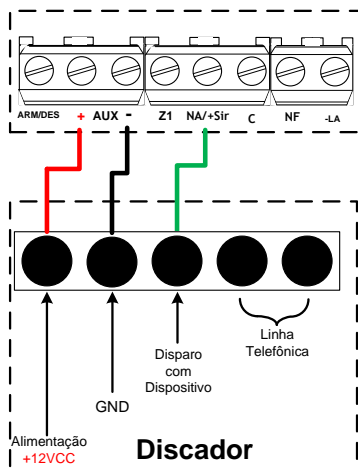 ARM/DES + AUX - Z1 NA/+Sir C NF -LA
Linha
Telefônica
Disparo
com
Dispositivo
GND
Alimentação
+12VCC
Discador